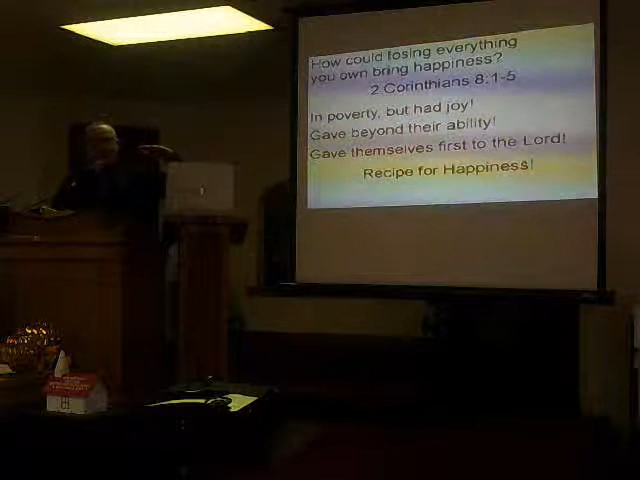 How could losing everything
you own bring happiness?
2 Corinthians 8:1-5
In poverty, but had joy!
Gave beyond their ability!
Gave themselves first to the Lord!
Recipe for Happiness!